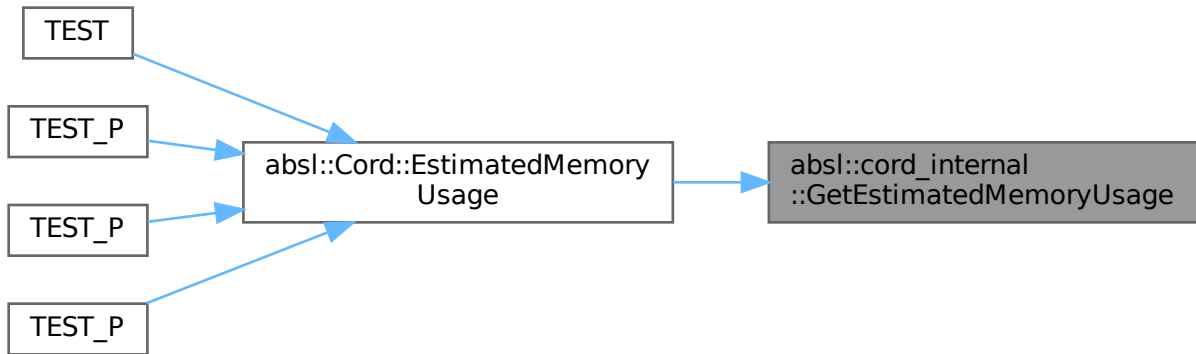 TEST
TEST_P
TEST_P
TEST_P
absl::Cord::EstimatedMemory
Usage
absl::cord_internal
::GetEstimatedMemoryUsage